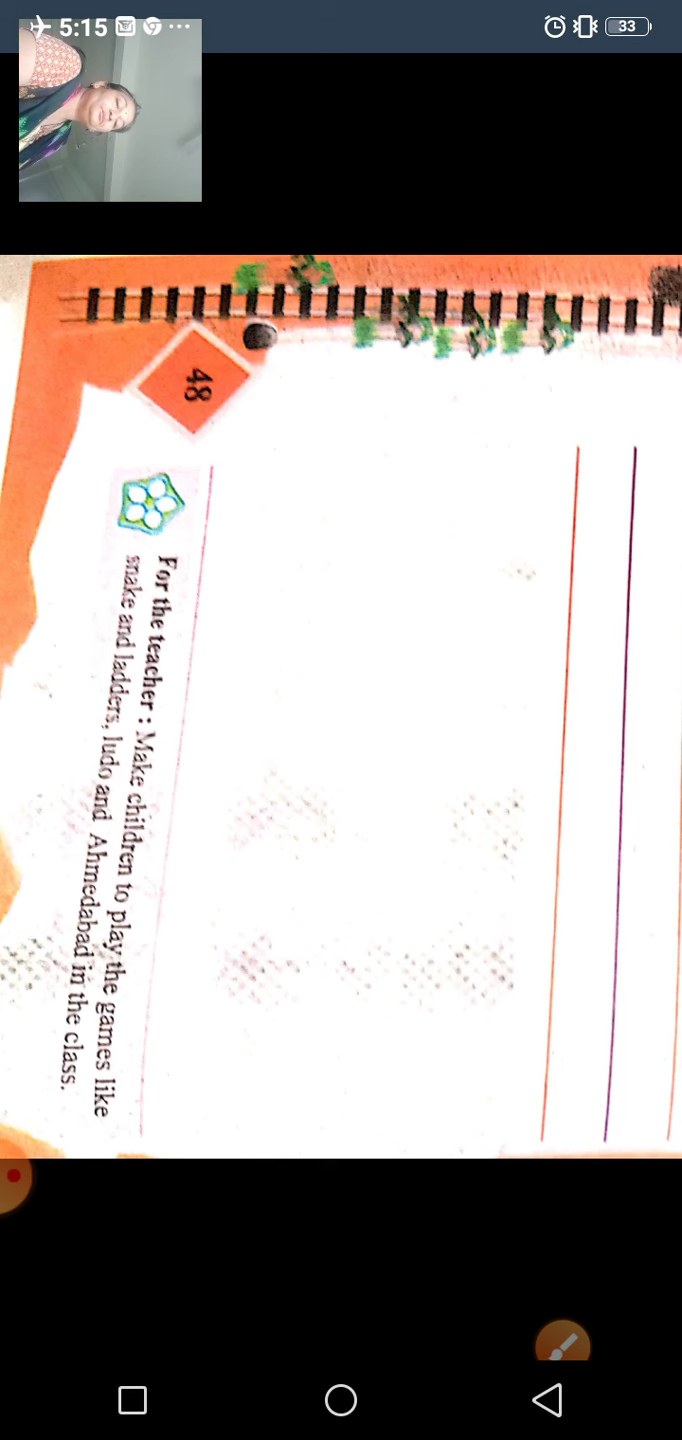 5:15
33
48
For the teacher : Make children to play the games like
snake and ladders, ludo and Ahmedabad in the class.